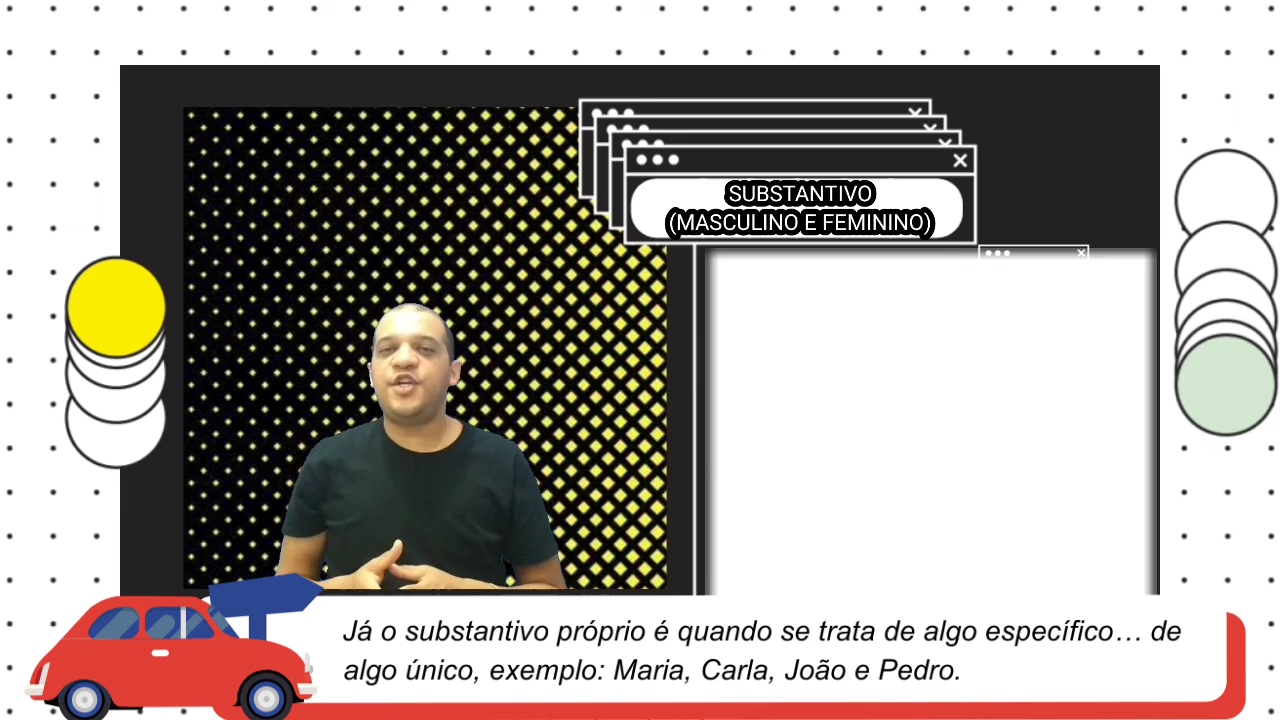 SUBSTANTIVO
(MASCULINO E FEMININO)
Já o substantivo próprio é quando se trata de algo específico… de
algo único, exemplo: Maria, Carla, João e Pedro.